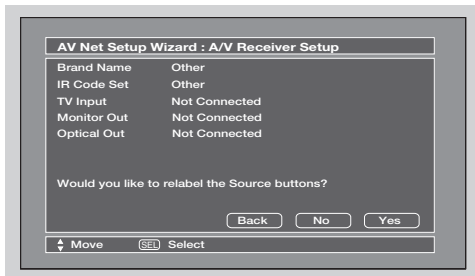 AV Net Setup Wizard : A/V Receiver Setup
Brand Name Other
IR Code Set Other
TV Input Not Connected
Monitor Out Not Connected
Optical Out Not Connected
Would you like to relabel the Source buttons?
Back No Yes
Move SEL Select